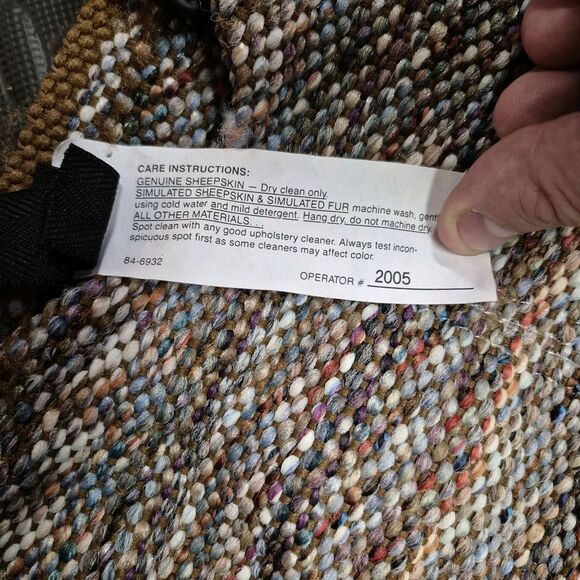 CARE INSTRUCTIONS:
GENUINE SHEEPSKIN — Dry clean only
SIMULATED SHEEPSKIN & SIMULATED FUR machine wash, gentl
using cold water and mild detergent. Hang dry, do not machine dry.
ALL OTHER MATERIALS...
Spot clean with any good upholstery cleaner. Always test incon-
spicuous spot first as some cleaners may affect color.
84-6932
OPERATOR # 2005